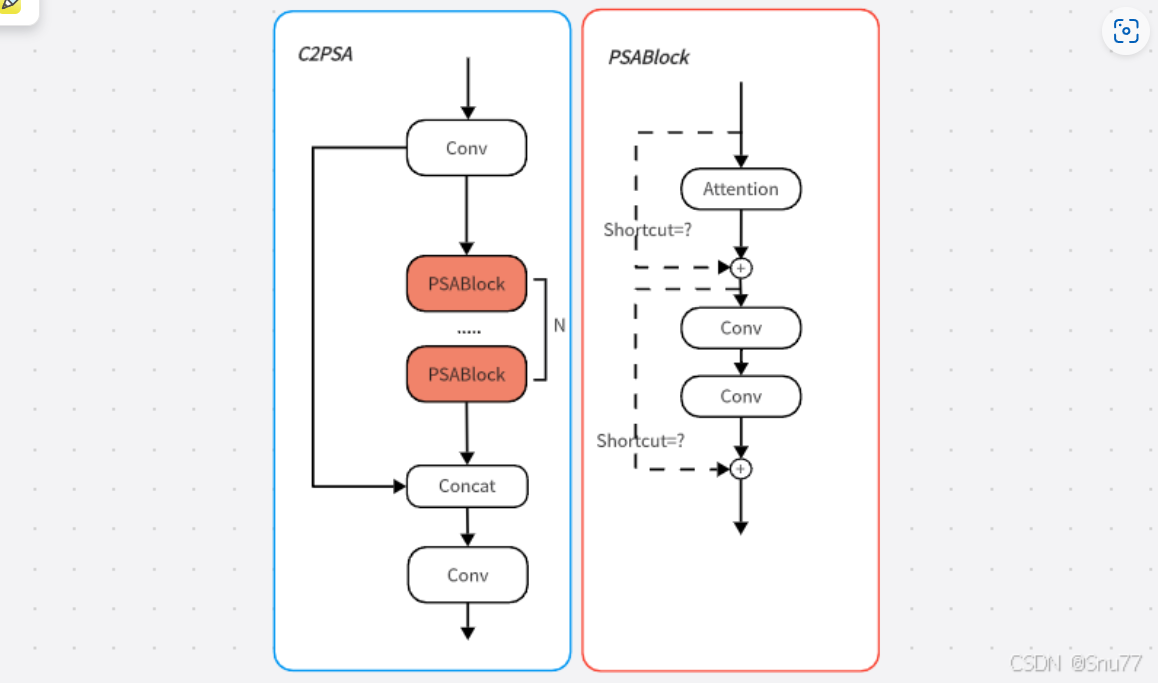 C2PSA
Conv
PSABlock
.....
PSABlock
N
Concat
Conv
PSABlock
Attention
Shortcut=?
+
Conv
Conv
Shortcut=?
+
CSDN @Snu77